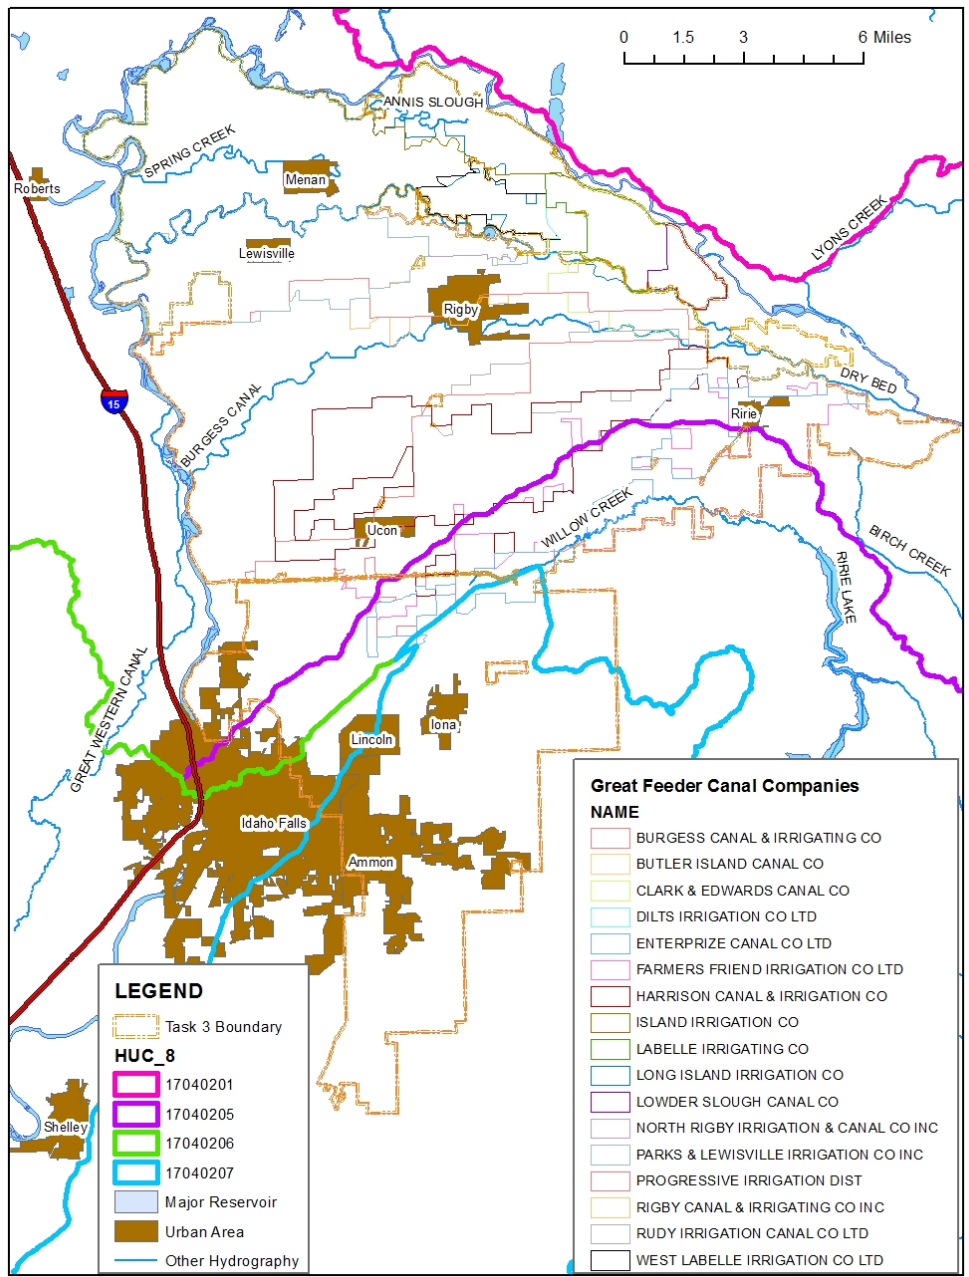 0 1.5 3 6 Miles
ANNIS SLOUGH
SPRING CREEK
Menan
Roberts
LYONS CREEK
Lewisville
Rigby
DRY BED
15
BURGESS CANAL
Ririe
Ucon
WILLOW CREEK
BIRCH CREEK
RIRIE LAKE
GREAT WESTERN CANAL
Iona
Lincoln
Idaho Falls
Ammon
Shelley
LEGEND
Task 3 Boundary
HUC_8
17040201
17040205
17040206
17040207
Major Reservoir
Urban Area
Other Hydrography
Great Feeder Canal Companies
NAME
BURGESS CANAL & IRRIGATING CO
BUTLER ISLAND CANAL CO
CLARK & EDWARDS CANAL CO
DILTS IRRIGATION CO LTD
ENTERPRIZE CANAL CO LTD
FARMERS FRIEND IRRIGATION CO LTD
HARRISON CANAL & IRRIGATION CO
ISLAND IRRIGATION CO
LABELLE IRRIGATING CO
LONG ISLAND IRRIGATION CO
LOWDER SLOUGH CANAL CO
NORTH RIGBY IRRIGATION & CANAL CO INC
PARKS & LEWISVILLE IRRIGATION CO INC
PROGRESSIVE IRRIGATION DIST
RIGBY CANAL & IRRIGATING CO INC
RUDY IRRIGATION CANAL CO LTD
WEST LABELLE IRRIGATION CO LTD